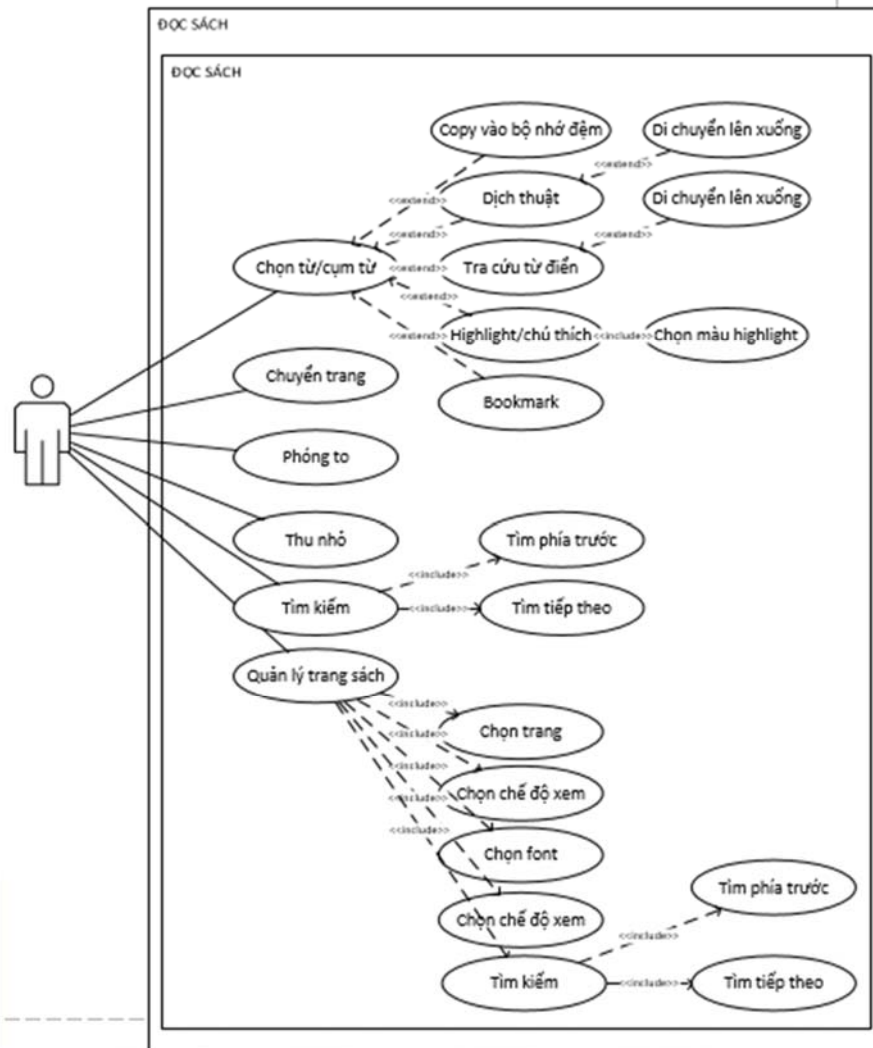 ĐỌC SÁCH
ĐỌC SÁCH
Copy vào bộ nhớ đệm
Di chuyển lên xuống
<<extend>>
<<extend>>
Dịch thuật
Di chuyển lên xuống
<<extend>>
<<extend>>
Chọn từ/cụm từ
<<extend>>
Tra cứu từ điển
<<extend>>
<<extend>>
Highlight/chú thích
<<include>>
Chọn màu highlight
Chuyển trang
Bookmark
Phóng to
Thu nhỏ
Tìm phía trước
<<include>>
Tìm kiếm
<<include>>
Tìm tiếp theo
Quản lý trang sách
<<include>>
Chọn trang
<<include>>
<<include>>
Chọn chế độ xem
<<include>>
<<include>>
Chọn font
Tìm phía trước
Chọn chế độ xem
<<include>>
Tìm kiếm
<<include>>
Tìm tiếp theo